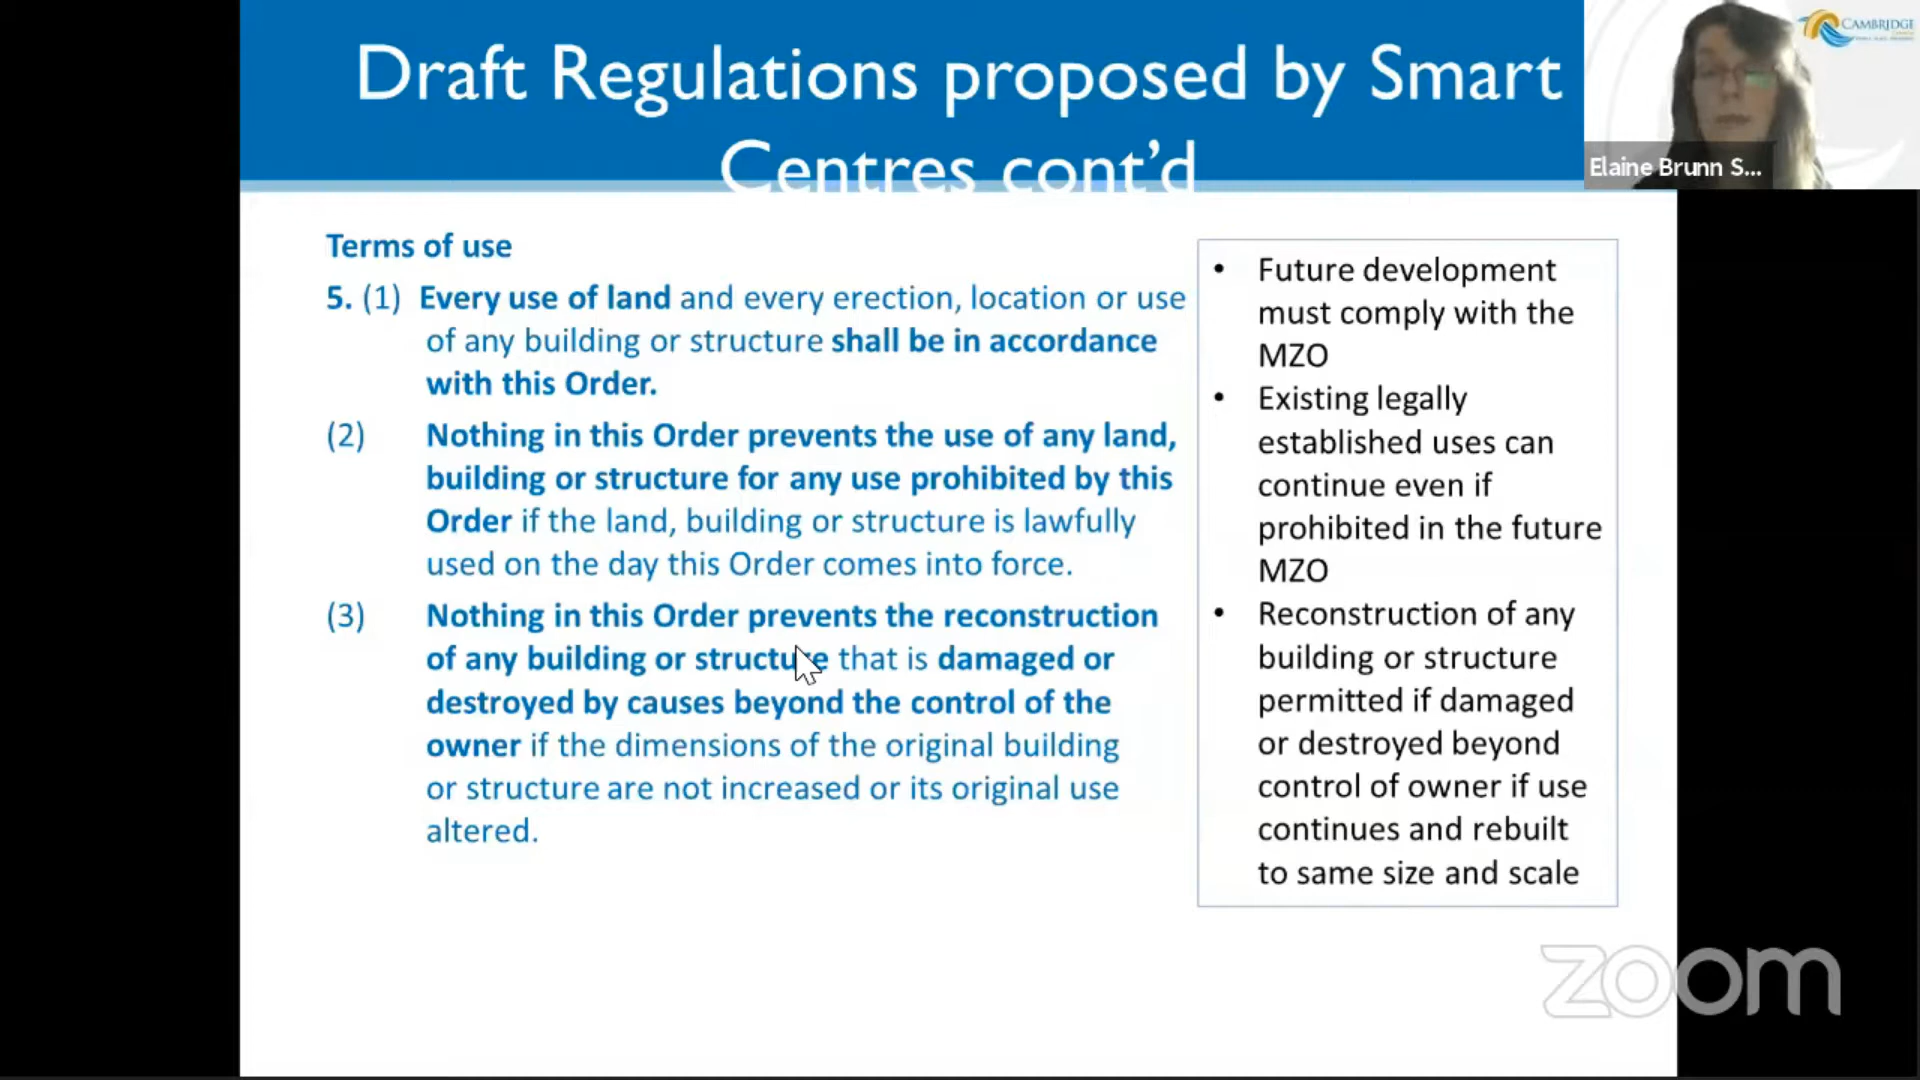 Draft Regulations proposed by Smart
Centres cont'd
CAMBRIDGE
Elaine Brunn S...
Terms of use
5. (1) Every use of land and every erection, location or use
of any building or structure shall be in accordance
with this Order.
(2) Nothing in this Order prevents the use of any land,
building or structure for any use prohibited by this
Order if the land, building or structure is lawfully
used on the day this Order comes into force.
(3) Nothing in this Order prevents the reconstruction
of any building or structure that is damaged or
destroyed by causes beyond the control of the
owner if the dimensions of the original building
or structure are not increased or its original use
altered.
• Future development
must comply with the
MZO
• Existing legally
established uses can
continue even if
prohibited in the future
MZO
• Reconstruction of any
building or structure
permitted if damaged
or destroyed beyond
control of owner if use
continues and rebuilt
to same size and scale
zoom